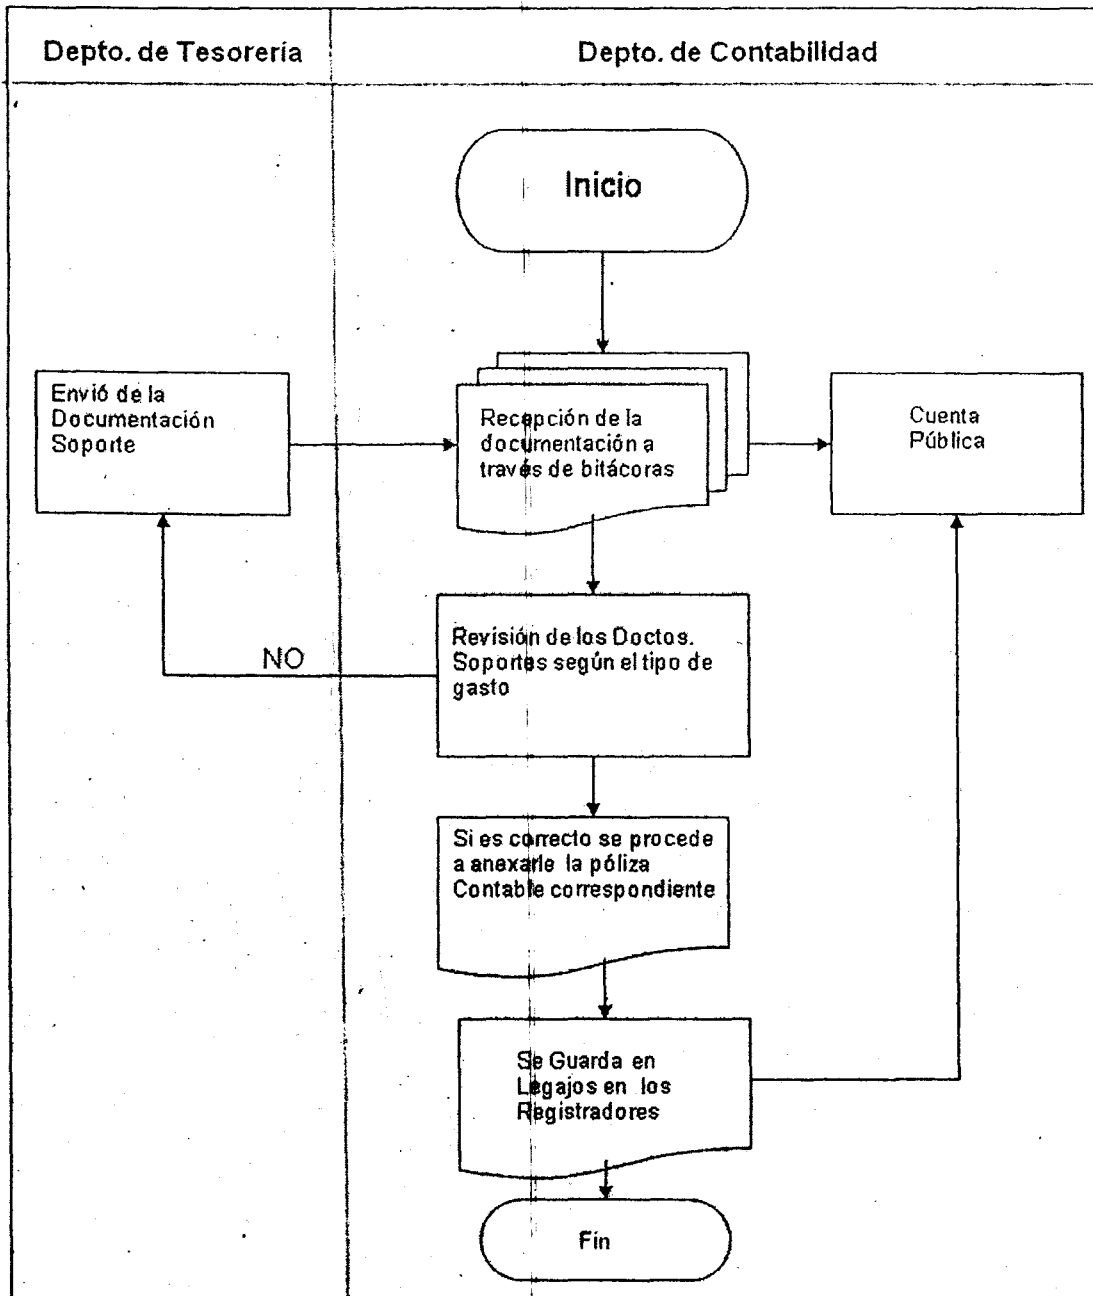 Depto. de Tesorería
Depto. de Contabilidad
Inicio
Envió de la
Documentación
Soporte
Recepción de la
documentación a
través de bitácoras
Cuenta
Pública
NO
Revisión de los Doctos.
Soportes según el tipo de
gasto
Si es correcto se procede
a anexarle la póliza
Contable correspondiente
Se Guarda en
Legajos en los
Registradores
Fin